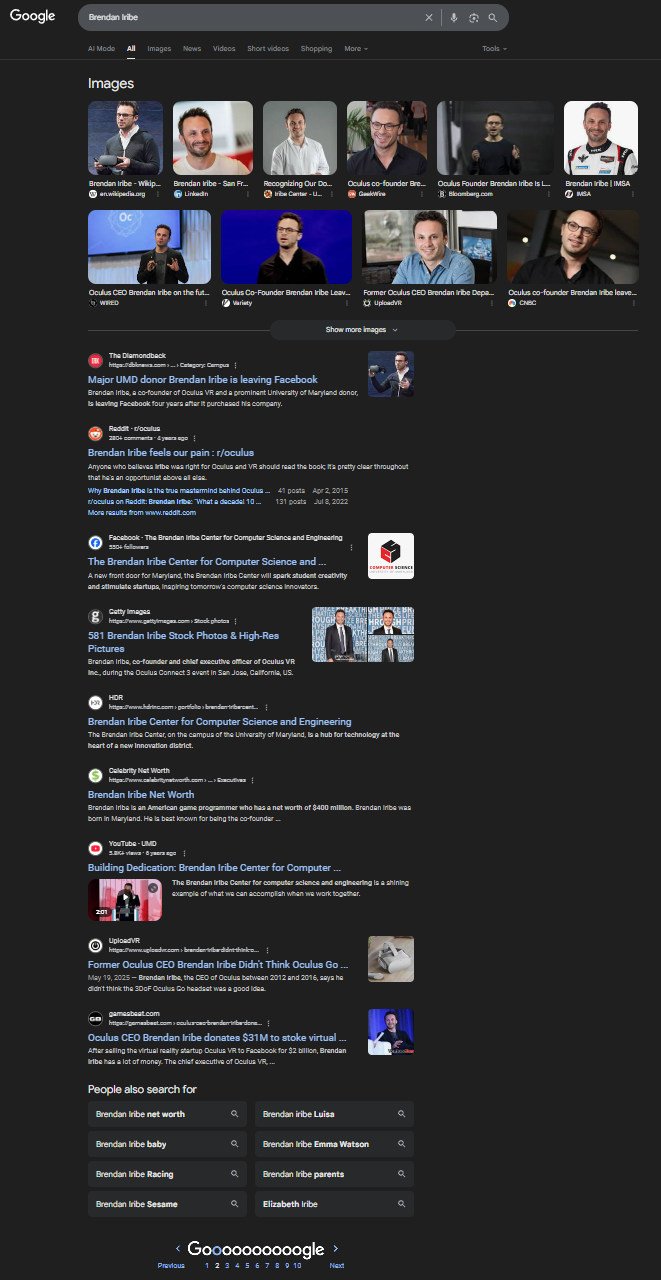 Google
Brendan Iribe
AI Mode All Images News Videos Short videos Shopping More Tools
Images
Brendan Iribe - Wikip...
en.wikipedia.org
Brendan Iribe - San Fr...
LinkedIn
Recognizing Our Do...
Iribe Center - U...
Oculus co-founder Bre...
GeekWire
Oculus Founder Brendan Iribe Is L...
Bloomberg.com
Brendan Iribe | IMSA
IMSA
Oculus CEO Brendan Iribe on the fut...
WIRED
Oculus Co-Founder Brendan Iribe Leav...
Variety
Former Oculus CEO Brendan Iribe Depa...
UploadVR
Oculus co-founder Brendan Iribe leave...
CNBC
Show more images
The Diamondback
https://dbknews.com › ... › Category: Campus
Major UMD donor Brendan Iribe is leaving Facebook
Brendan Iribe, a co-founder of Oculus VR and a prominent University of Maryland donor,
is leaving Facebook four years after it purchased his company.
Reddit · r/oculus
280+ comments · 4 years ago
Brendan Iribe feels our pain : r/oculus
Anyone who believes Iribe was right for Oculus and VR should read the book; it's pretty clear throughout
that he's an opportunist above all else.
Why Brendan Iribe is the true mastermind behind Oculus ... 41 posts Apr 2, 2015
r/oculus on Reddit: Brendan Iribe: "What a decade! 10 ... 131 posts Jul 8, 2022
More results from www.reddit.com
Facebook · The Brendan Iribe Center for Computer Science and Engineering
550+ followers
The Brendan Iribe Center for Computer Science and ...
A new front door for Maryland, the Brendan Iribe Center will spark student creativity
and stimulate startups, inspiring tomorrow's computer science innovators.
COMPUTER SCIENCE
UNIVERSITY OF MARYLAND
Getty Images
https://www.gettyimages.com › Stock photos
581 Brendan Iribe Stock Photos & High-Res
Pictures
Brendan Iribe, co-founder and chief executive officer of Oculus VR
Inc., during the Oculus Connect 3 event in San Jose, California, US.
HDR
https://www.hdrinc.com › portfolio › brendan-iribe-cent...
Brendan Iribe Center for Computer Science and Engineering
The Brendan Iribe Center, on the campus of the University of Maryland, is a hub for technology at the
heart of a new innovation district.
Celebrity Net Worth
https://www.celebritynetworth.com › ... › Executives
Brendan Iribe Net Worth
Brendan Iribe is an American game programmer who has a net worth of $400 million. Brendan Iribe was
born in Maryland. He is best known for being the co-founder ...
YouTube · UMD
5.8K+ views · 6 years ago
Building Dedication: Brendan Iribe Center for Computer ...
2:01
The Brendan Iribe Center for computer science and engineering is a shining
example of what we can accomplish when we work together.
UploadVR
https://www.uploadvr.com › brendan-iribe-didnt-think-o...
Former Oculus CEO Brendan Iribe Didn't Think Oculus Go ...
May 19, 2025 — Brendan Iribe, the CEO of Oculus between 2012 and 2016, says he
didn't think the 3DoF Oculus Go headset was a good idea.
gamesbeat.com
https://gamesbeat.com › oculus-ceo-brendan-iribe-dona...
Oculus CEO Brendan Iribe donates $31M to stoke virtual ...
After selling the virtual reality startup Oculus VR to Facebook for $2 billion, Brendan
Iribe has a lot of money. The chief executive of Oculus VR, ...
People also search for
Brendan Iribe net worth
Brendan iribe Luisa
Brendan Iribe baby
Brendan Iribe Emma Watson
Brendan Iribe Racing
Brendan Iribe parents
Brendan Iribe Sesame
Elizabeth Iribe
Goooooooooogle
Previous 1 2 3 4 5 6 7 8 9 10 Next